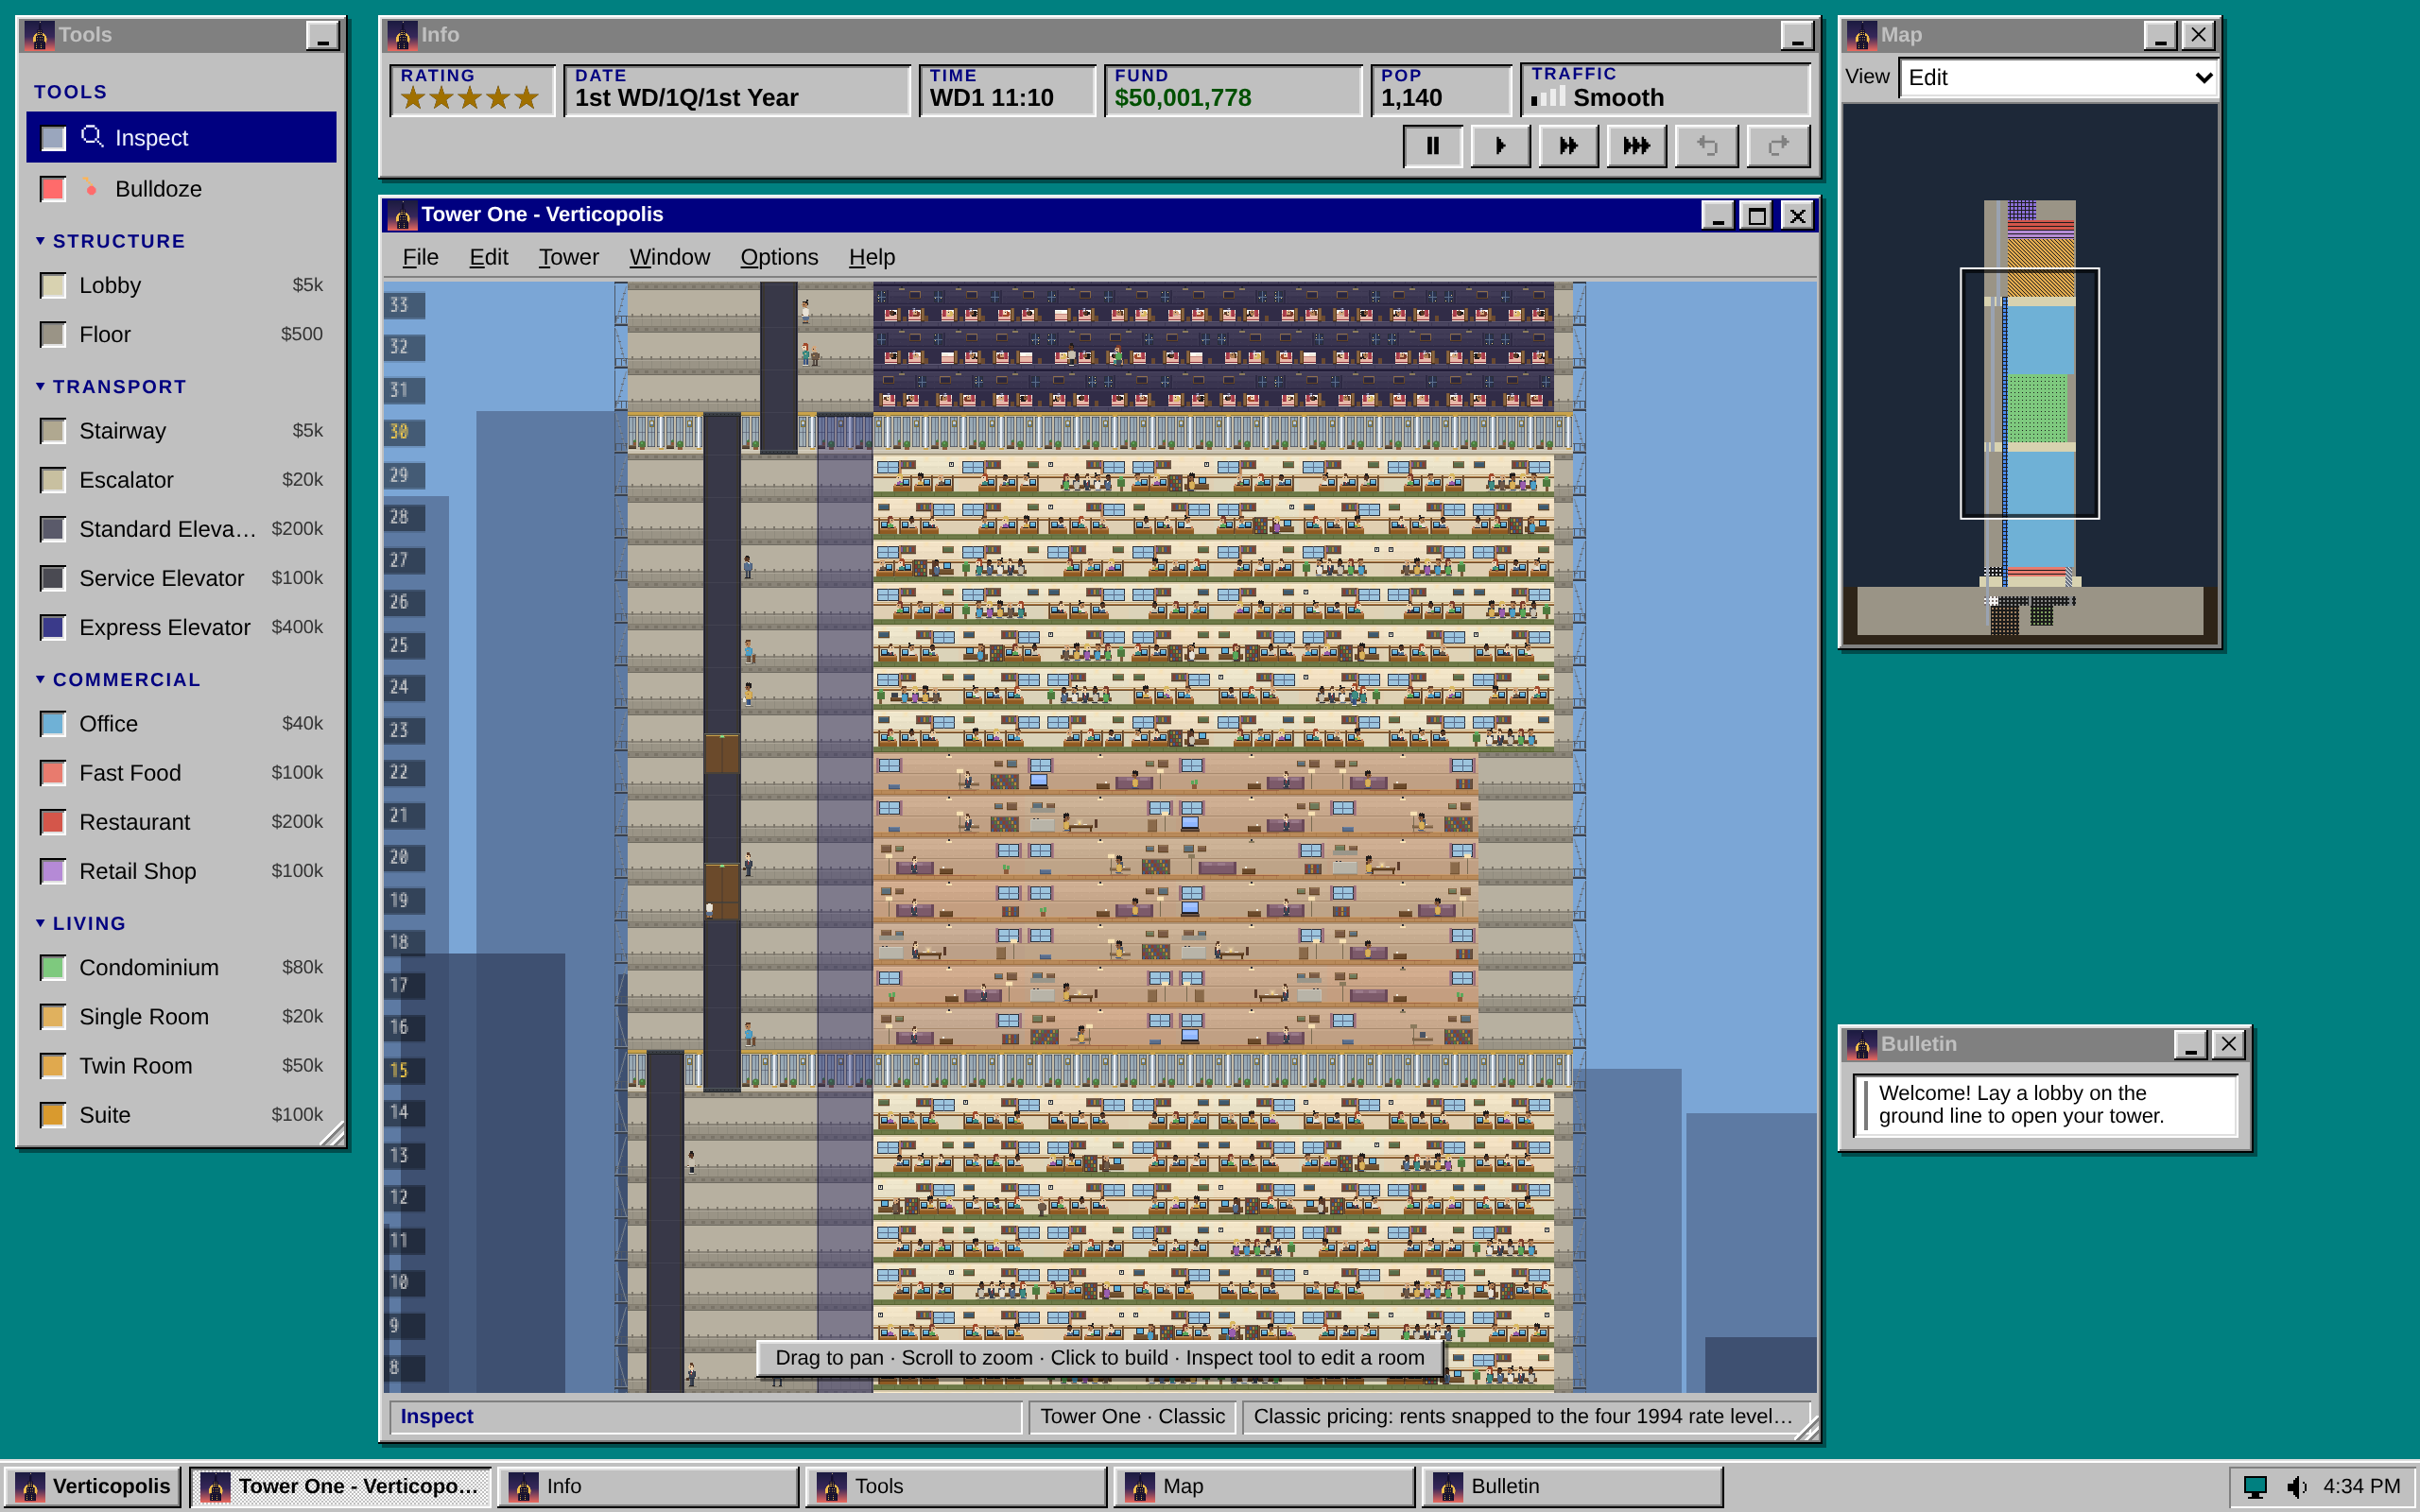 Tools
TOOLS
Inspect
Bulldoze
STRUCTURE
Lobby $5k
Floor $500
TRANSPORT
Stairway $5k
Escalator $20k
Standard Eleva… $200k
Service Elevator $100k
Express Elevator $400k
COMMERCIAL
Office $40k
Fast Food $100k
Restaurant $200k
Retail Shop $100k
LIVING
Condominium $80k
Single Room $20k
Twin Room $50k
Suite $100k
Info
RATING DATE TIME FUND POP TRAFFIC
★★★★★ 1st WD/1Q/1st Year WD1 11:10 $50,001,778 1,140 Smooth
Tower One - Verticopolis
File Edit Tower Window Options Help
33
32
31
30
29
28
27
26
25
24
23
22
21
20
19
18
17
16
15
14
13
12
11
10
9
8
Drag to pan · Scroll to zoom · Click to build · Inspect tool to edit a room
Inspect Tower One · Classic Classic pricing: rents snapped to the four 1994 rate level…
Map
View Edit
Bulletin
Welcome! Lay a lobby on the
ground line to open your tower.
Verticopolis Tower One - Verticopo… Info Tools Map Bulletin 4:34 PM